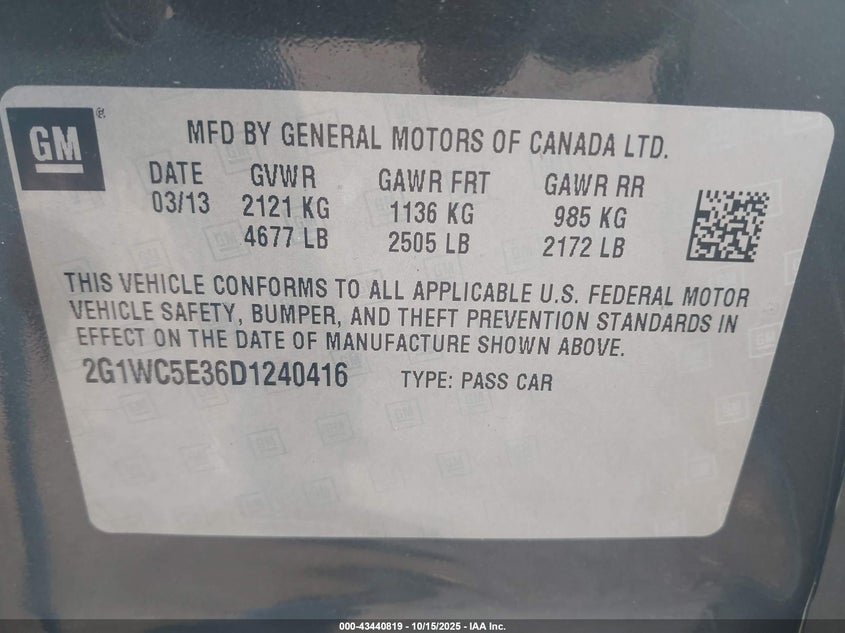 GM ®
MFD BY GENERAL MOTORS OF CANADA LTD.
DATE GVWR GAWR FRT GAWR RR
03/13 2121 KG 1136 KG 985 KG
4677 LB 2505 LB 2172 LB
THIS VEHICLE CONFORMS TO ALL APPLICABLE U.S. FEDERAL MOTOR
VEHICLE SAFETY, BUMPER, AND THEFT PREVENTION STANDARDS IN
EFFECT ON THE DATE OF MANUFACTURE SHOWN ABOVE.
2G1WC5E36D1240416 TYPE: PASS CAR
000-43440819 - 10/15/2025 - IAA Inc.